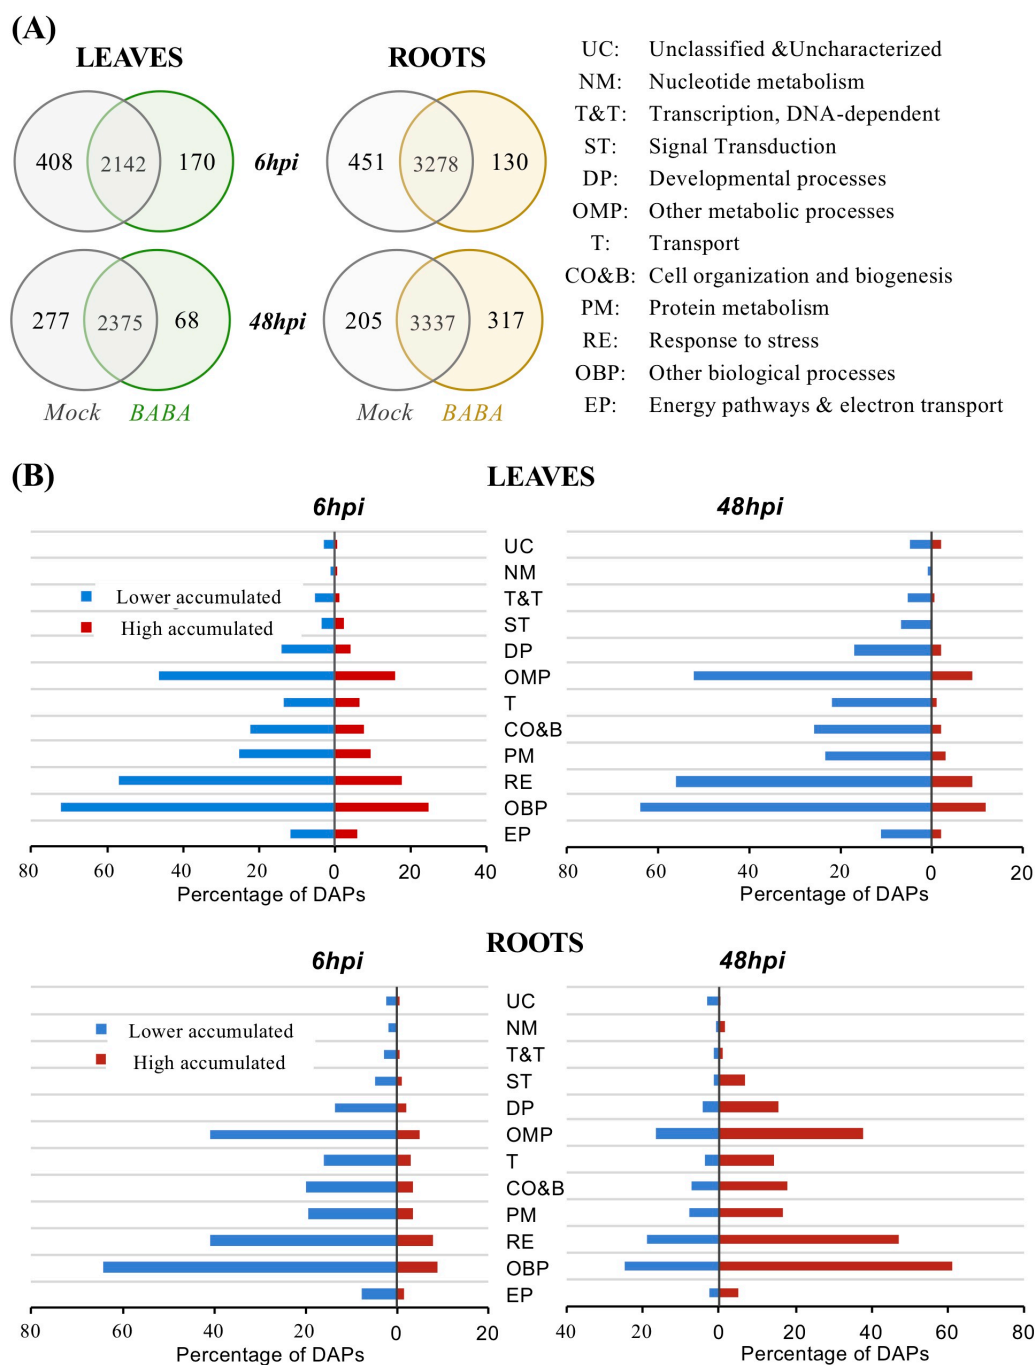 (A)
LEAVES ROOTS
408 2142 170 6hpi 451 3278 130
277 2375 68 48hpi 205 3337 317
Mock BABA Mock BABA
UC: Unclassified &Uncharacterized
NM: Nucleotide metabolism
T&T: Transcription, DNA-dependent
ST: Signal Transduction
DP: Developmental processes
OMP: Other metabolic processes
T: Transport
CO&B: Cell organization and biogenesis
PM: Protein metabolism
RE: Response to stress
OBP: Other biological processes
EP: Energy pathways & electron transport
(B)
LEAVES
6hpi 48hpi
Lower accumulated
High accumulated
UC
NM
T&T
ST
DP
OMP
T
CO&B
PM
RE
OBP
EP
80 60 40 20 0 20 40
Percentage of DAPs
80 60 40 20 0 20
Percentage of DAPs
ROOTS
6hpi 48hpi
Lower accumulated
High accumulated
UC
NM
T&T
ST
DP
OMP
T
CO&B
PM
RE
OBP
EP
80 60 40 20 0 20
Percentage of DAPs
40 20 0 20 40 60 80
Percentage of DAPs